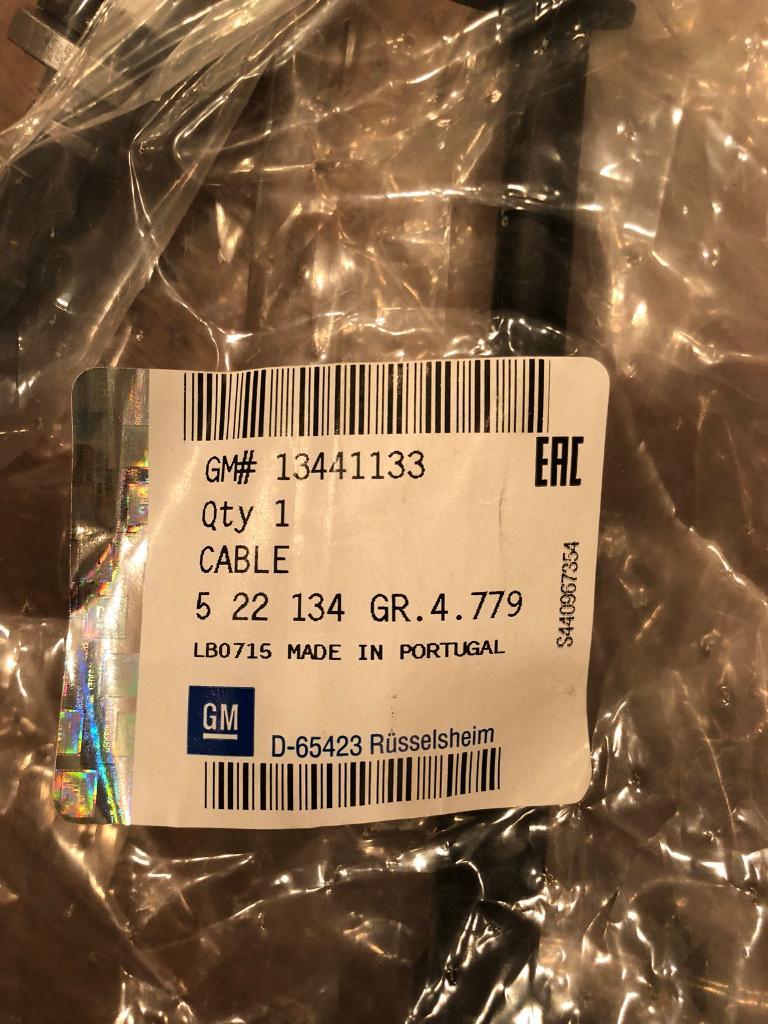 GM# 13441133
EAC
Qty 1
CABLE
5 22 134 GR.4.779
LB0715 MADE IN PORTUGAL
S440967354
GM
D-65423 Rüsselsheim